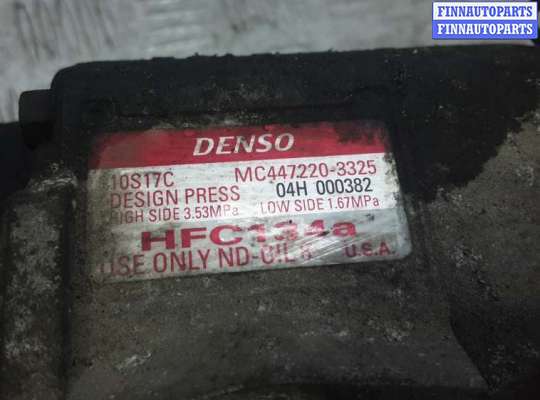 FINNAUTOPARTS
FINNAUTOPARTS
DENSO
10S17C MC447220-3325
DESIGN PRESS 04H 000382
HIGH SIDE 3.53MPa LOW SIDE 1.67MPa
HFC134a
USE ONLY ND-OIL 8 U.S.A.